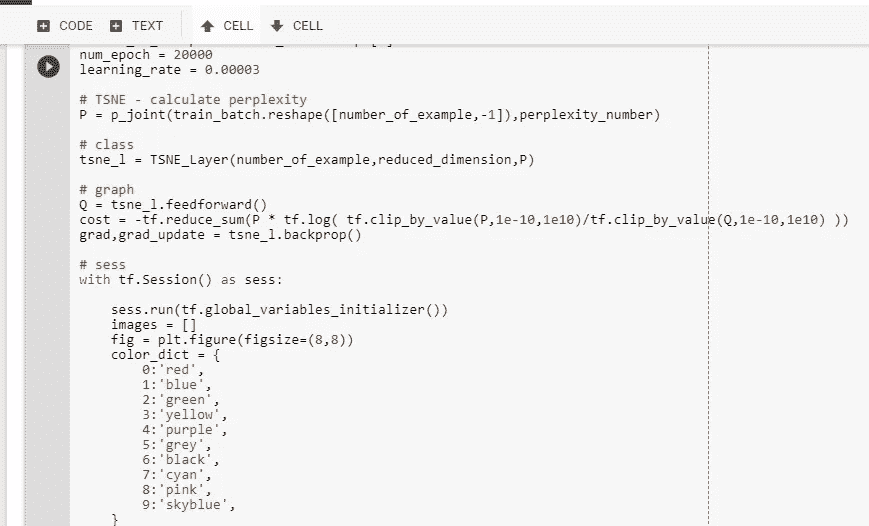 CODE TEXT CELL CELL
num_epoch = 20000
learning_rate = 0.00003
# TSNE - calculate perplexity
P = p_joint(train_batch.reshape([number_of_example,-1]),perplexity_number)
# class
tsne_l = TSNE_Layer(number_of_example,reduced_dimension,P)
# graph
Q = tsne_l.feedforward()
cost = -tf.reduce_sum(P * tf.log( tf.clip_by_value(P,1e-10,1e10)/tf.clip_by_value(Q,1e-10,1e10) ))
grad,grad_update = tsne_l.backprop()
# sess
with tf.Session() as sess:
    sess.run(tf.global_variables_initializer())
    images = []
    fig = plt.figure(figsize=(8,8))
    color_dict = {
        0:'red',
        1:'blue',
        2:'green',
        3:'yellow',
        4:'purple',
        5:'grey',
        6:'black',
        7:'cyan',
        8:'pink',
        9:'skyblue',
    }